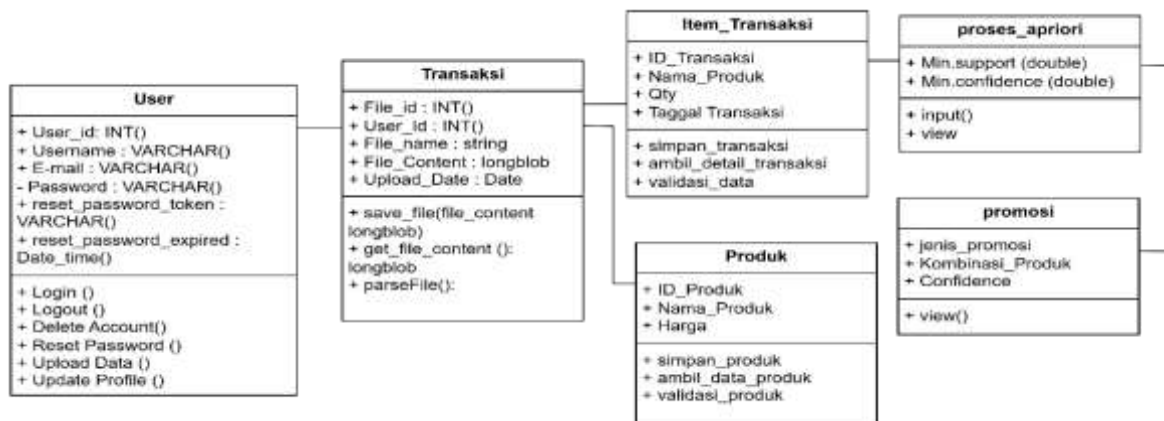 User
+ User_id: INT()
+ Username : VARCHAR()
+ E-mail : VARCHAR()
- Password : VARCHAR()
+ reset_password_token :
VARCHAR()
+ reset_password_expired :
Date_time()
+ Login ()
+ Logout ()
+ Delete Account()
+ Reset Password ()
+ Upload Data ()
+ Update Profile ()
Transaksi
+ File_id : INT()
+ User_Id : INT()
+ File_name : string
+ File_Content : longblob
+ Upload_Date : Date
+ save_file(file_content
longblob)
+ get_file_content ():
longblob
+ parseFile():
Item_Transaksi
+ ID_Transaksi
+ Nama_Produk
+ Qty
+ Taggal Transaksi
+simpan_transaksi
+ ambil_detail_transaksi
+ validasi_data
Produk
+ ID_Produk
+ Nama_Produk
+ Harga
+ simpan_produk
+ ambil_data_produk
+ validasi_produk
proses_apriori
+ Min.support (double)
+ Min.confidence (double)
+ input()
+ view
promosi
+ jenis_promosi
+ Kombinasi_Produk
+ Confidence
+ view()